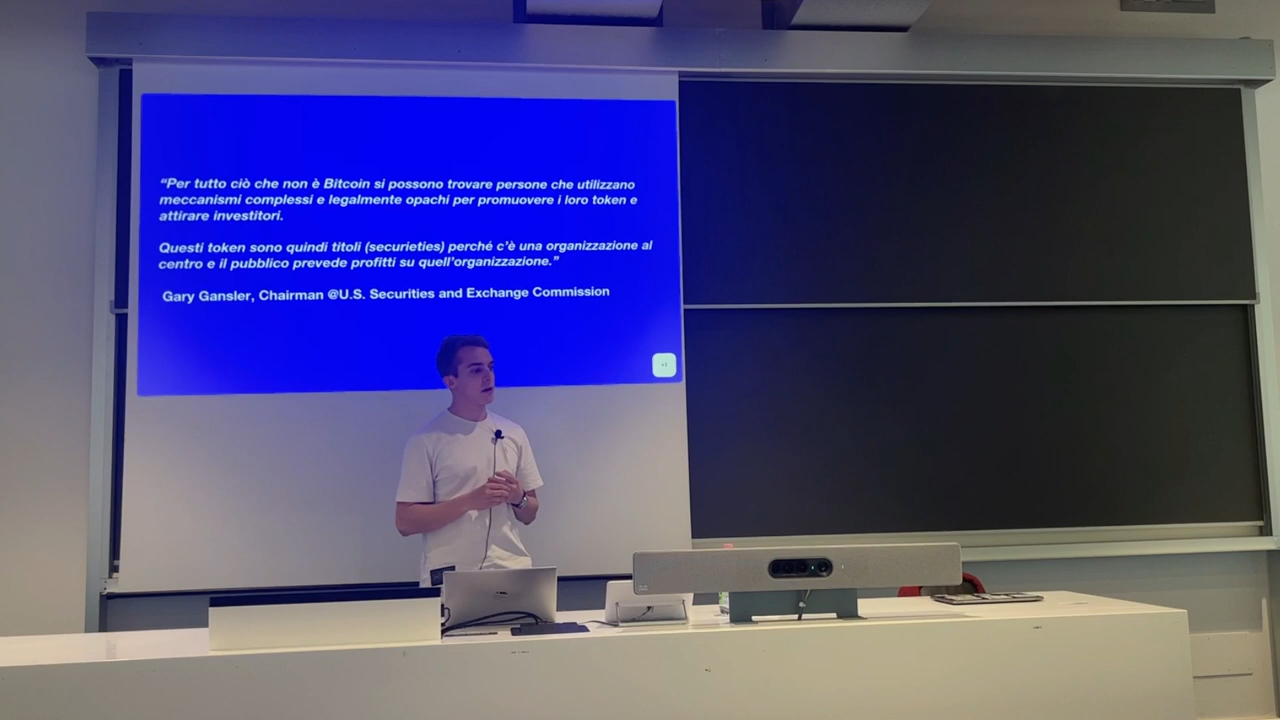 “Per tutto ciò che non è Bitcoin si possono trovare persone che utilizzano
meccanismi complessi e legalmente opachi per promuovere i loro token e
attirare investitori.
Questi token sono quindi titoli (securieties) perché c’è una organizzazione al
centro e il pubblico prevede profitti su quell’organizzazione.”
Gary Gansler, Chairman @U.S. Securities and Exchange Commission